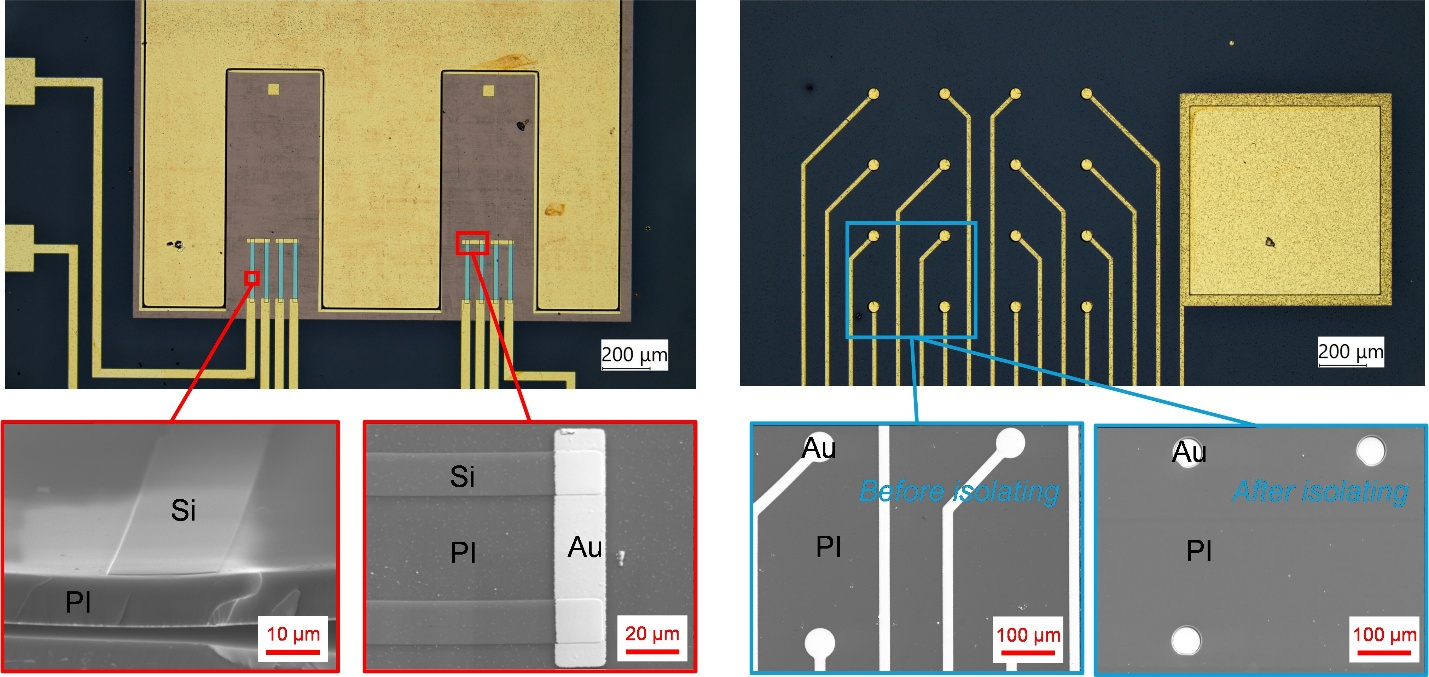 200 μm
200 μm
Si
PI
10 μm
Si
PI
Au
20 μm
Au
Before isolating
PI
100 μm
Au
After isolating
PI
100 μm